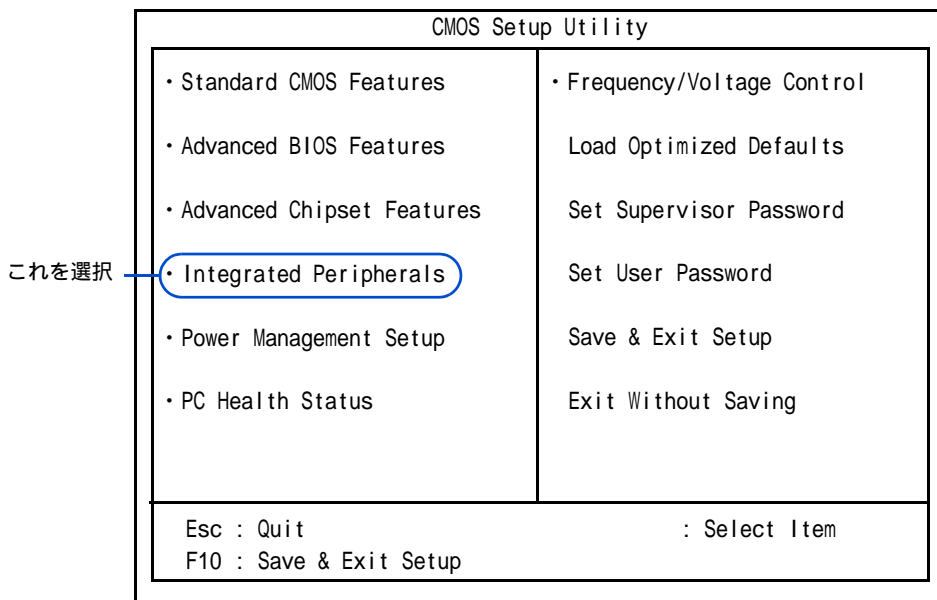 CMOS Setup Utility
・Standard CMOS Features
・Advanced BIOS Features
・Advanced Chipset Features
これを選択
・Integrated Peripherals
・Power Management Setup
・PC Health Status
・Frequency/Voltage Control
Load Optimized Defaults
Set Supervisor Password
Set User Password
Save & Exit Setup
Exit Without Saving
Esc : Quit
: Select Item
F10 : Save & Exit Setup